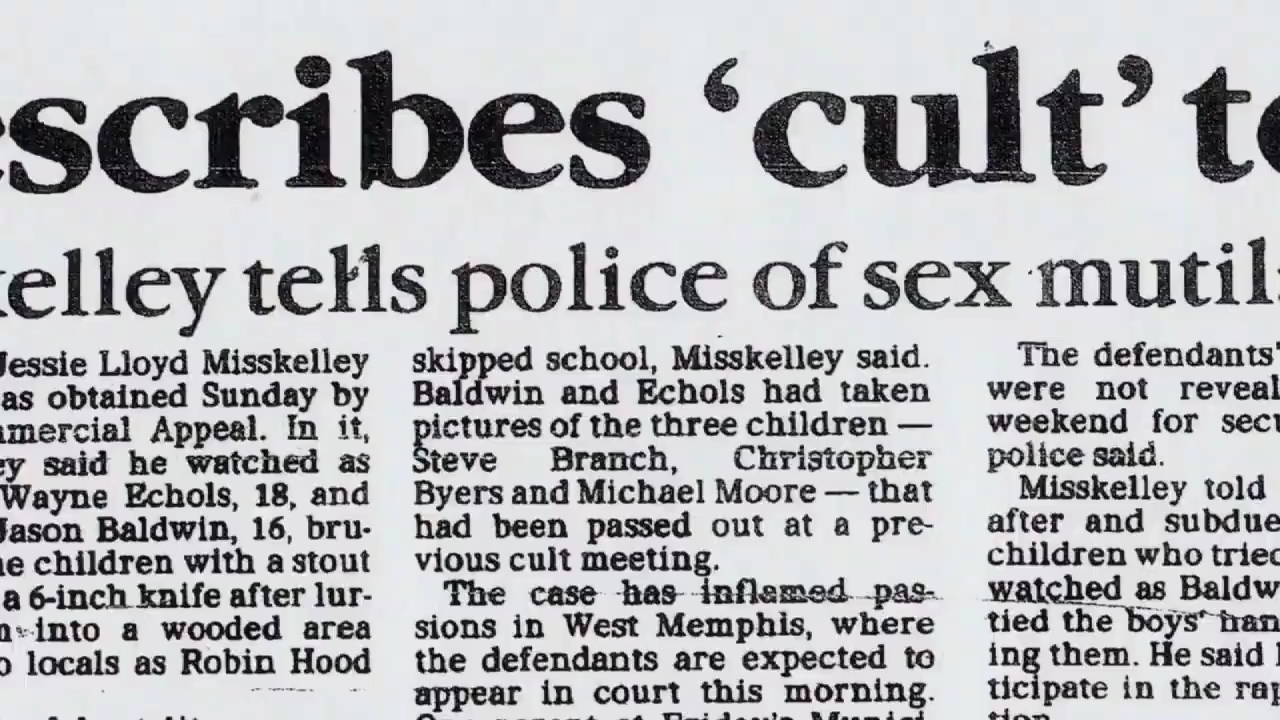 scribes ‘cult’ te
kelley tells police of sex mutil
Jessie Lloyd Misskelley
as obtained Sunday by
mmercial Appeal. In it,
ey said he watched as
Wayne Echols, 18, and
Jason Baldwin, 16, bru-
e children with a stout
a 6-inch knife after lur-
into a wooded area
o locals as Robin Hood
skipped school, Misskelley said.
Baldwin and Echols had taken
pictures of the three children —
Steve Branch, Christopher
Byers and Michael Moore — that
had been passed out at a pre-
vious cult meeting.
The case has inflamed pas-
sions in West Memphis, where
the defendants are expected to
appear in court this morning.
The defendants'
were not reveal
weekend for secu
police said.
Misskelley told
after and subdue
children who tried
watched as Baldw
tied the boys' han
ing them. He said
ticipate in the rap
tion